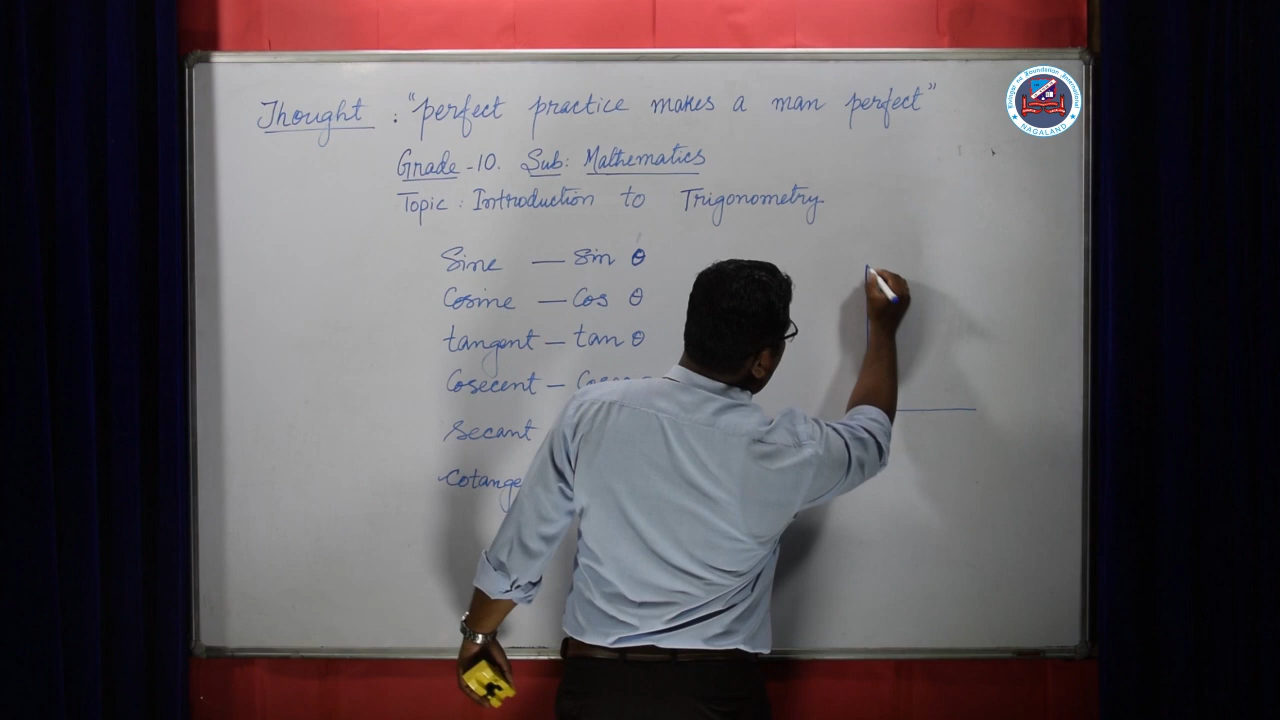 Thought : "perfect practice makes a man perfect"
Grade - 10. Sub: Mathematics
Topic : Introduction to Trigonometry
Sine — Sin θ
Cosine — Cos θ
tangent — tan θ
Cosecent —
Secant
NAGALAND